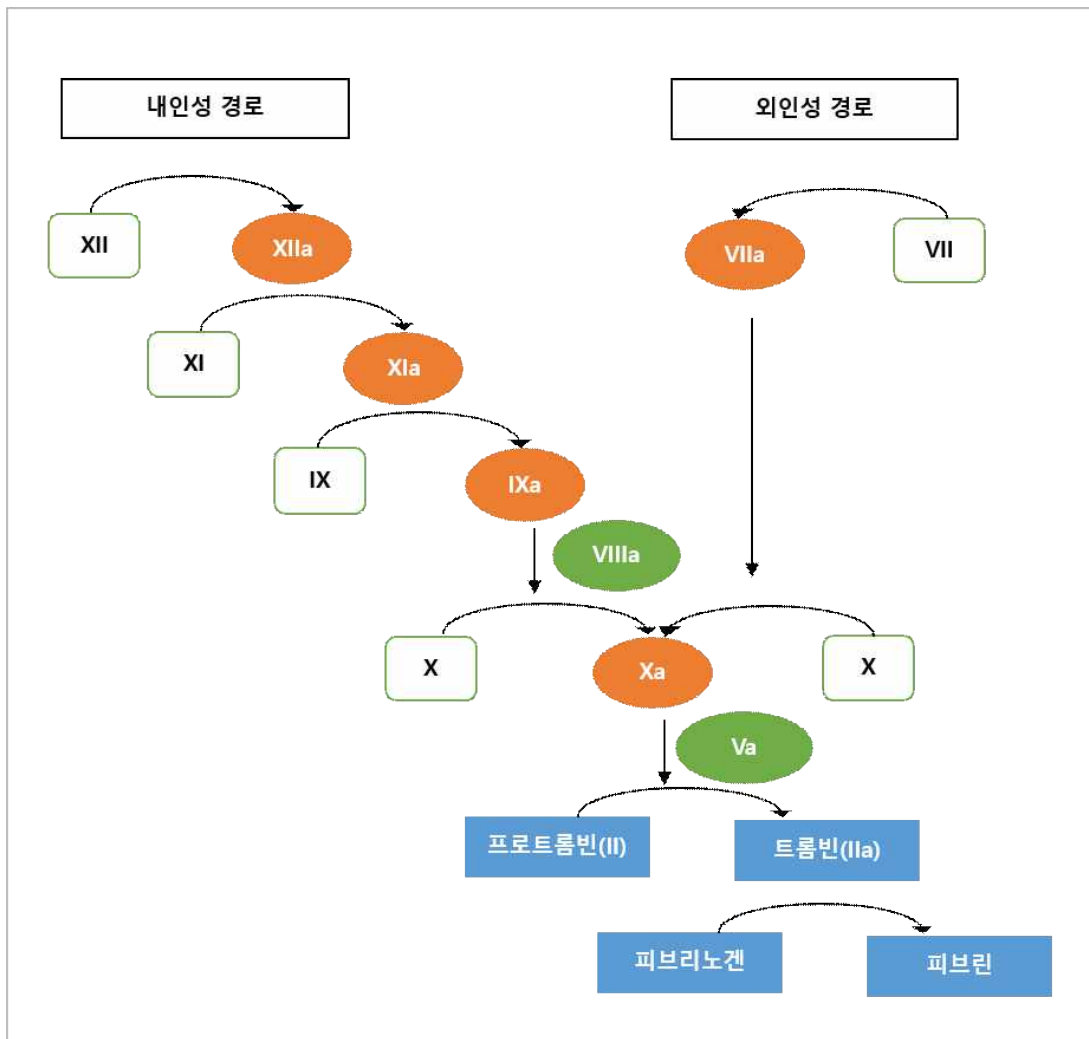 내인성 경로
외인성 경로
XII
XIIa
VIIa
VII
XI
XIa
IX
IXa
VIIIa
X
Xa
X
Va
프로트롬빈(II)
트롬빈(IIa)
피브리노겐
피브린